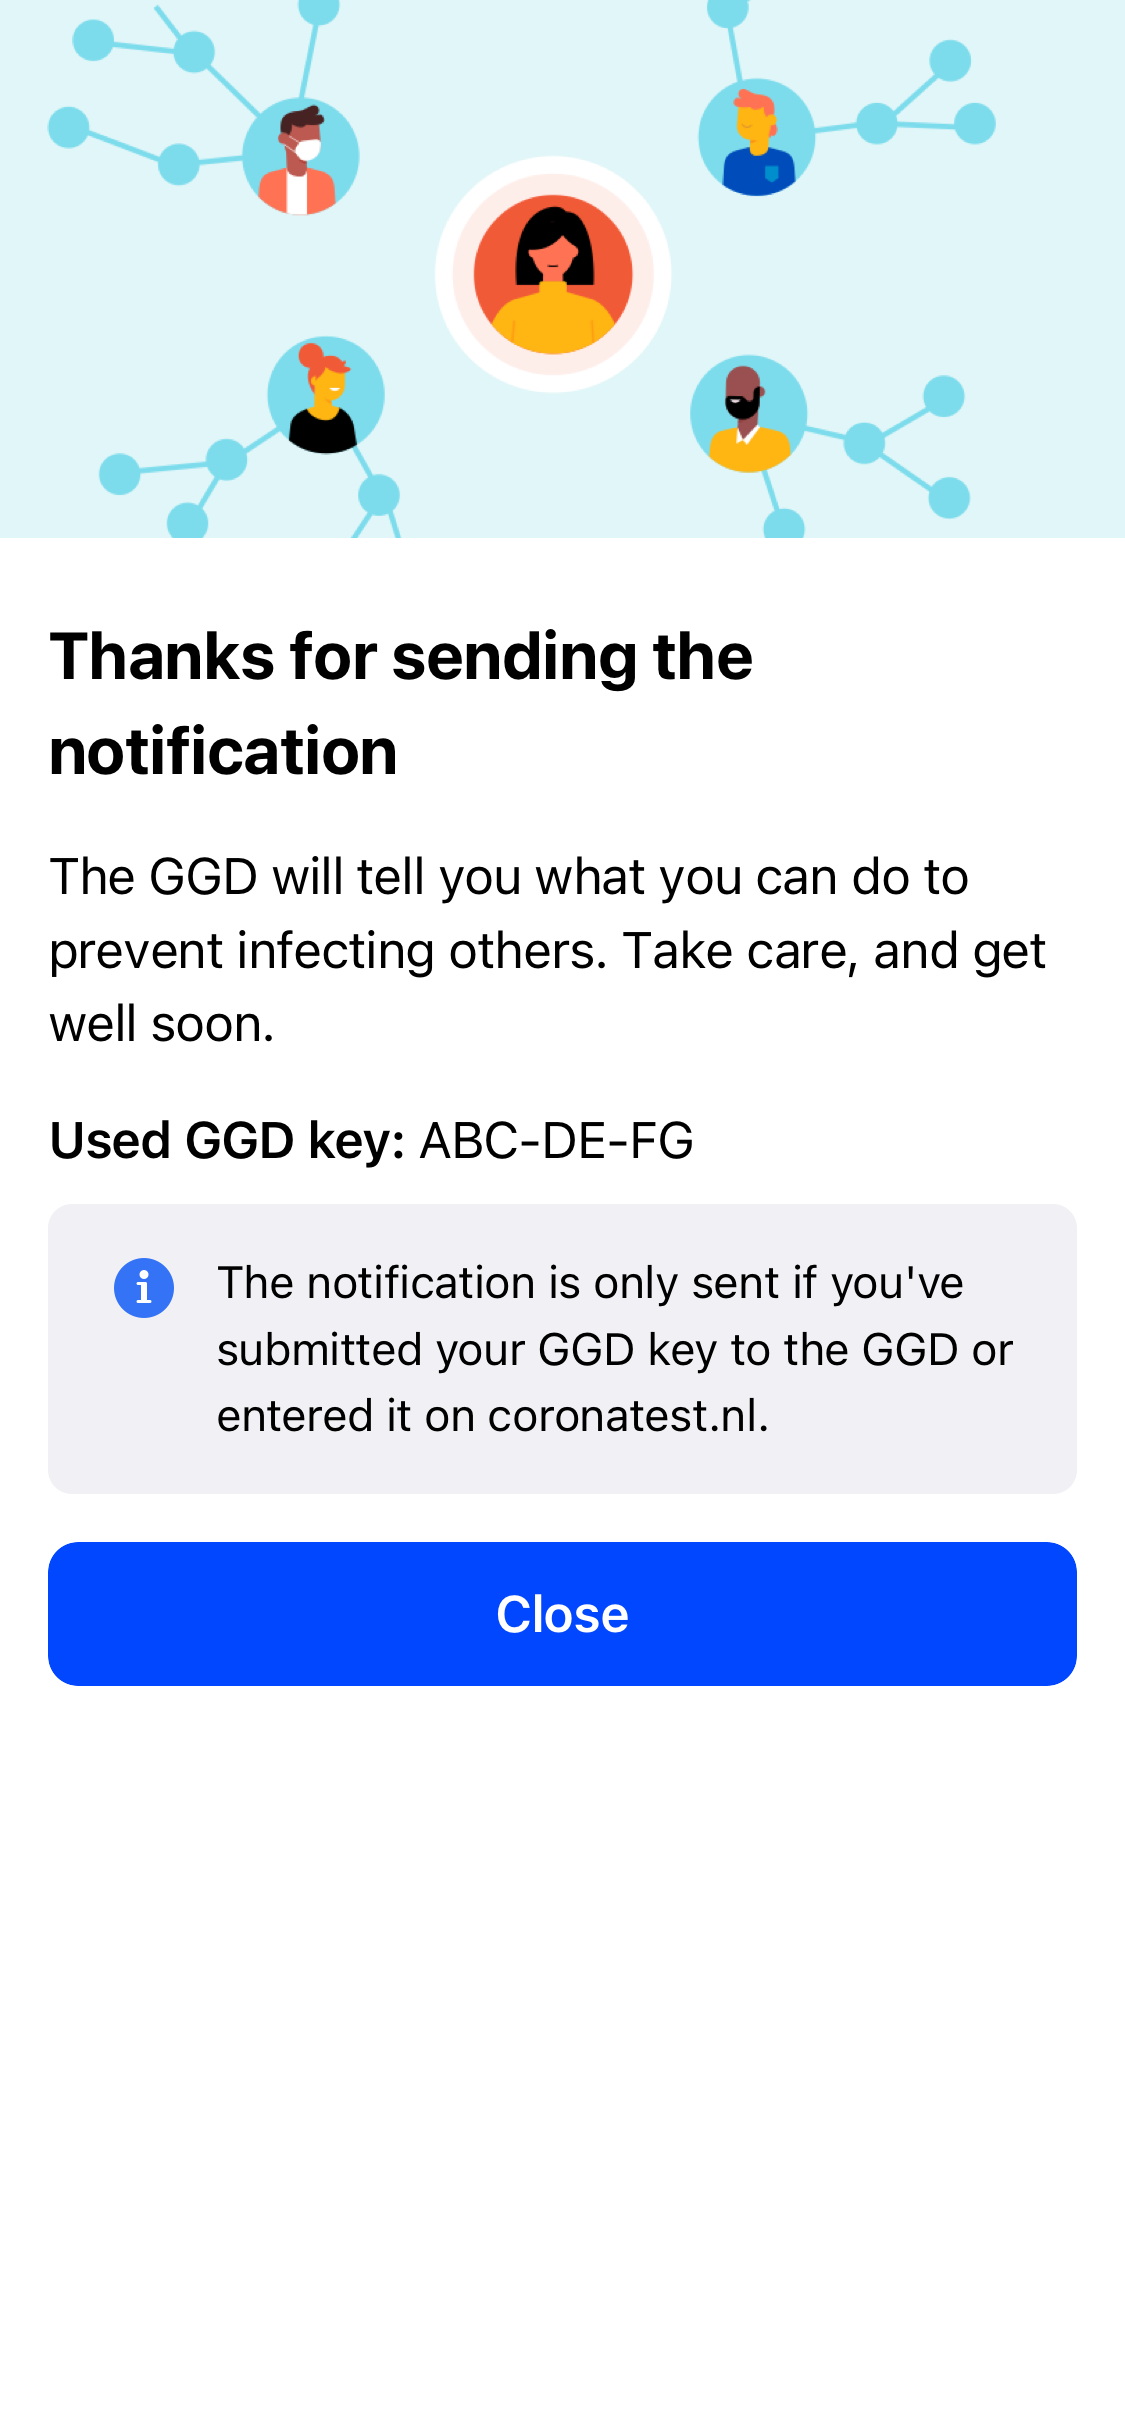 Thanks for sending the
notification
The GGD will tell you what you can do to
prevent infecting others. Take care, and get
well soon.
Used GGD key: ABC-DE-FG
The notification is only sent if you've
submitted your GGD key to the GGD or
entered it on coronatest.nl.
Close